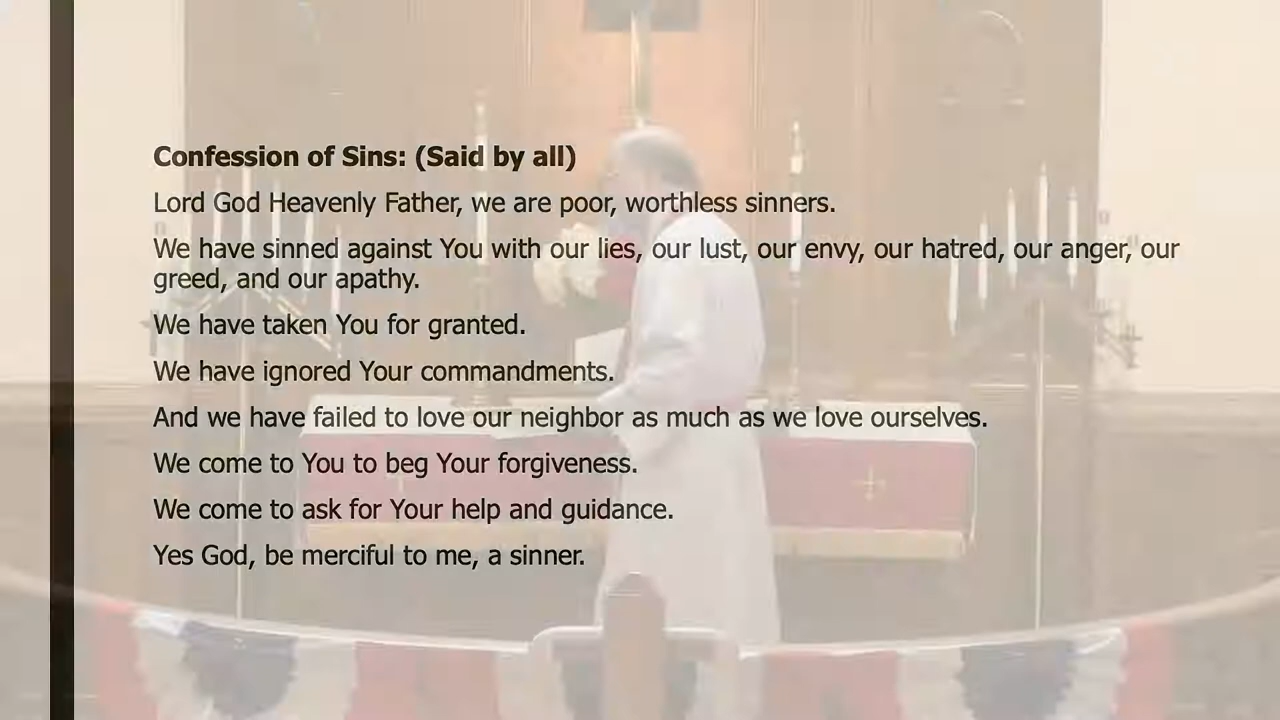 Confession of Sins: (Said by all)
Lord God Heavenly Father, we are poor, worthless sinners.
We have sinned against You with our lies, our lust, our envy, our hatred, our anger, our
greed, and our apathy.
We have taken You for granted.
We have ignored Your commandments.
And we have failed to love our neighbor as much as we love ourselves.
We come to You to beg Your forgiveness.
We come to ask for Your help and guidance.
Yes God, be merciful to me, a sinner.